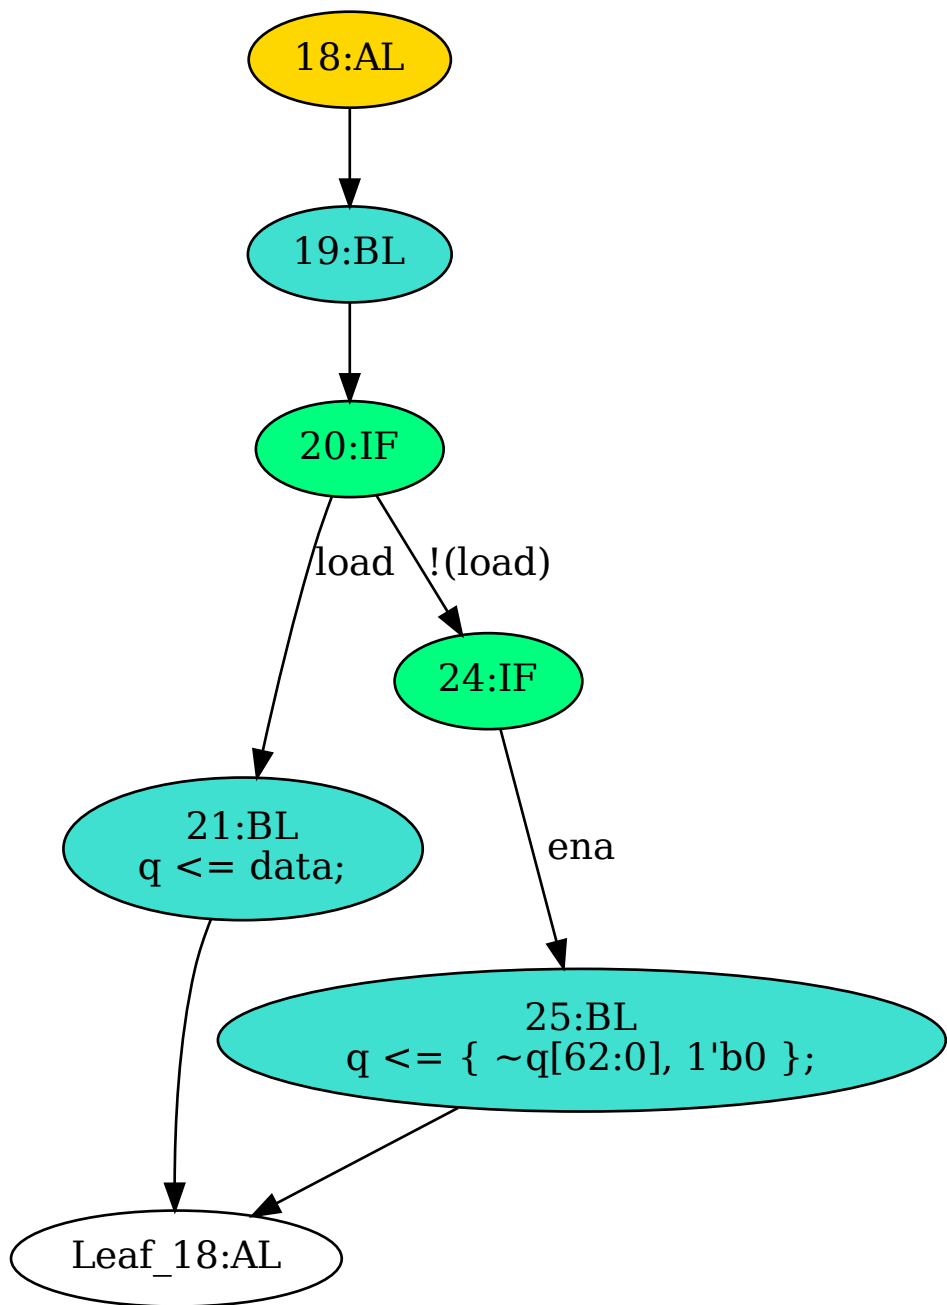 18:AL
19:BL
20:IF
load
!(load)
24:IF
21:BL
q <= data;
ena
25:BL
q <= { ~q[62:0], 1'b0 };
Leaf_18:AL